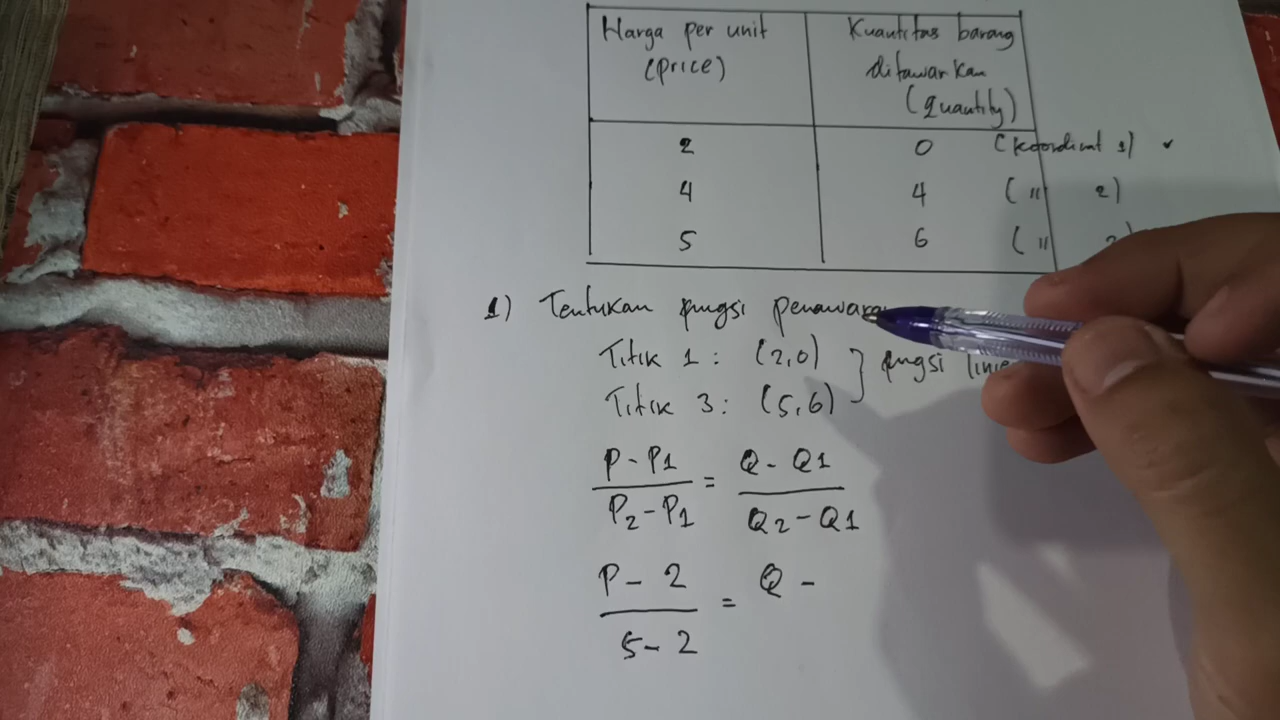 Harga per unit
(price)
Kuantitas barang
ditawarkan
(quantity)
2 0 (Koordinat 1)
4 4 ( " 2)
5 6 ( "
1) Tentukan fungsi
Titik 1 : (2,0) } fungsi
Titik 3 : (5,6)
P - P1 = Q - Q1
P2 - P1 Q2 - Q1
P - 2 = Q -
5 - 2